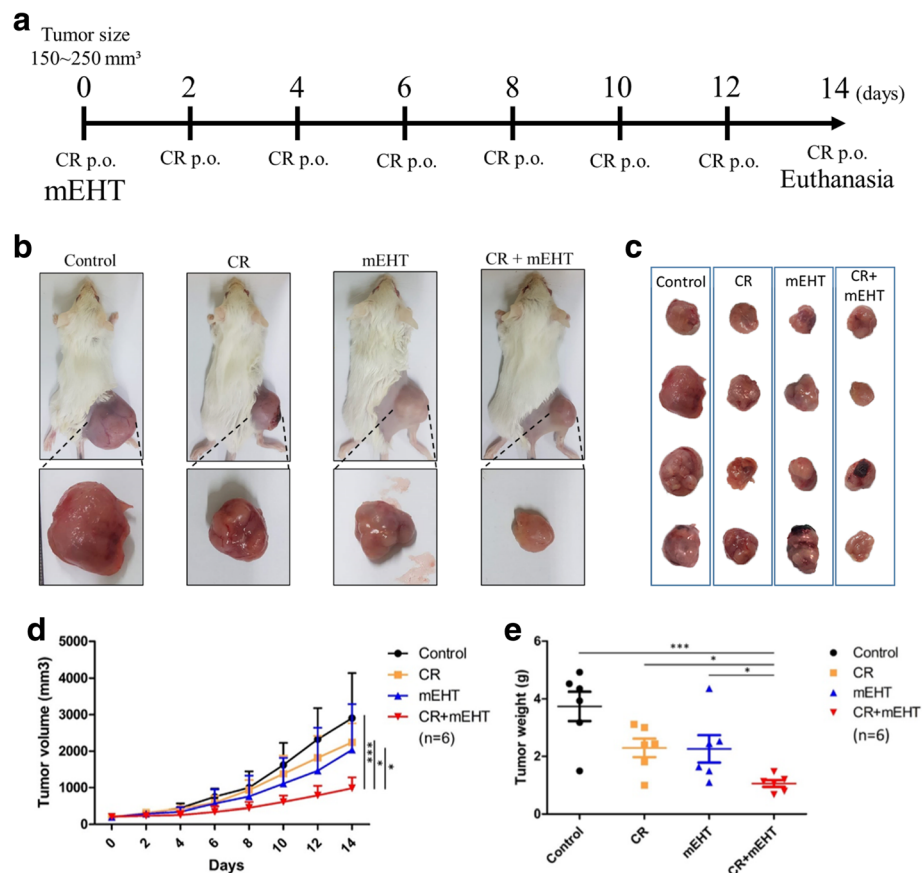 a
Tumor size
150~250 mm³
0 2 4 6 8 10 12 14 (days)
CR p.o. CR p.o. CR p.o. CR p.o. CR p.o. CR p.o. CR p.o. CR p.o.
mEHT Euthanasia
b
Control CR mEHT CR + mEHT
c
Control CR mEHT CR+
mEHT
d
Tumor volume (mm3)
5000
4000
3000
2000
1000
0
0 2 4 6 8 10 12 14
Days
Control
CR
mEHT
CR+mEHT
(n=6)
***
*
*
e
Tumor weight (g)
6
4
2
0
***
*
*
Control CR mEHT CR+mEHT
Control
CR
mEHT
CR+mEHT
(n=6)